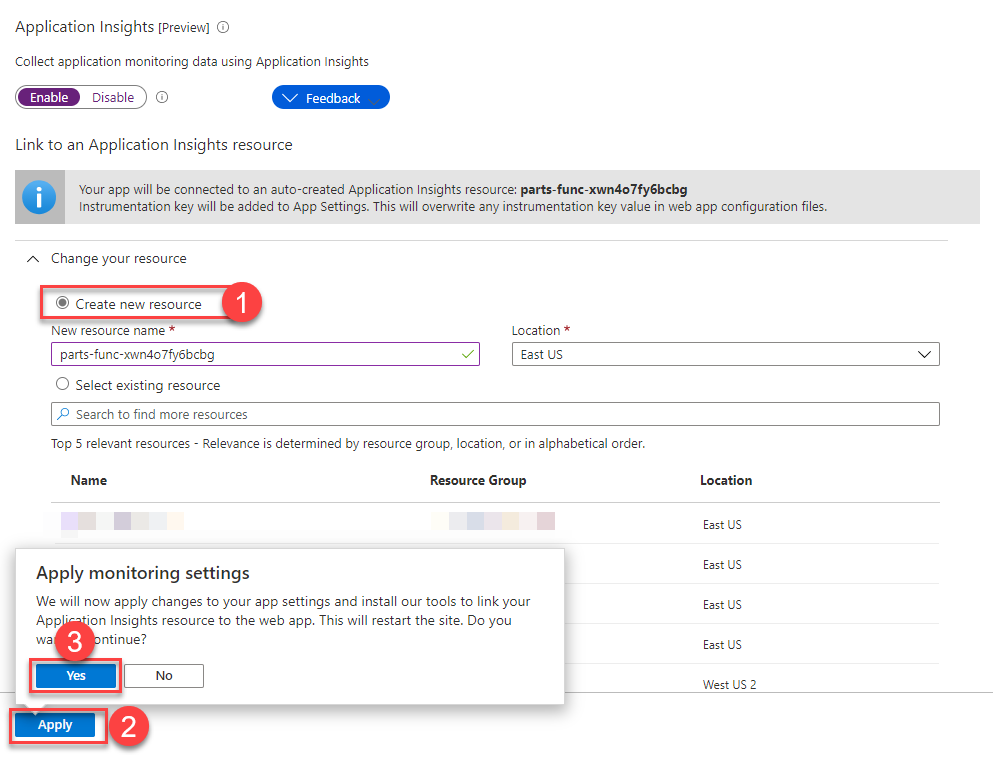 Application Insights [Preview]
Collect application monitoring data using Application Insights
Enable Disable
Feedback
Link to an Application Insights resource
Your app will be connected to an auto-created Application Insights resource: parts-func-xwn4o7fy6bcbg
Instrumentation key will be added to App Settings. This will overwrite any instrumentation key value in web app configuration files.
Change your resource
Create new resource
1
New resource name *
Location *
parts-func-xwn4o7fy6bcbg
East US
Select existing resource
Search to find more resources
Top 5 relevant resources - Relevance is determined by resource group, location, or in alphabetical order.
Name Resource Group Location
East US
East US
East US
East US
West US 2
Apply monitoring settings
We will now apply changes to your app settings and install our tools to link your
Application Insights resource to the web app. This will restart the site. Do you
continue?
3
Yes No
Apply
2